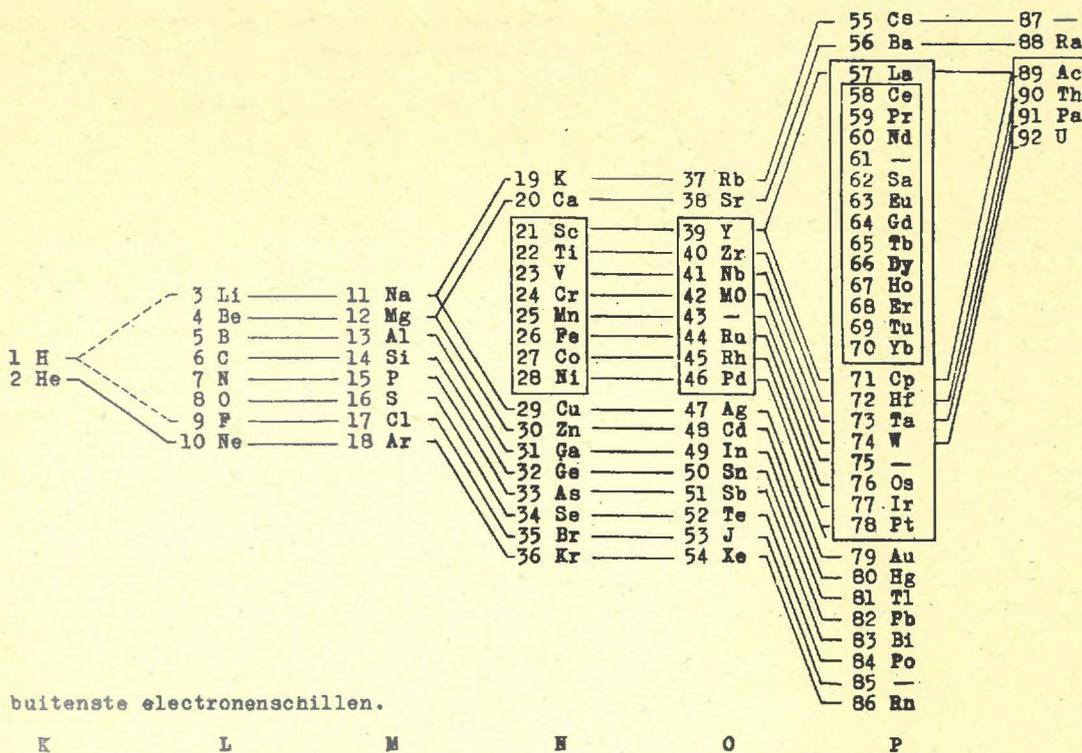 55 Cs 87 —
56 Ba 88 Ra
57 La 89 Ac
58 Ce 90 Th
59 Pr 91 Pa
60 Nd 92 U
61 —
19 K 37 Rb 62 Sa
20 Ca 38 Sr 63 Eu
21 Sc 39 Y 64 Gd
22 Ti 40 Zr 65 Tb
23 V 41 Nb 66 Dy
3 Li 11 Na 24 Cr 42 MO 67 Ho
4 Be 12 Mg 25 Mn 43 — 68 Er
5 B 13 Al 26 Fe 44 Ru 69 Tu
1 H 6 C 14 Si 27 Co 45 Rh 70 Yb
2 He 7 N 15 P 28 Ni 46 Pd 71 Cp
8 O 16 S 72 Hf
9 F 17 Cl 29 Cu 47 Ag 73 Ta
10 Ne 18 Ar 30 Zn 48 Cd 74 W
31 Ga 49 In 75 —
32 Ge 50 Sn 76 Os
33 As 51 Sb 77 Ir
34 Se 52 Te 78 Pt
35 Br 53 J
36 Kr 54 Xe 79 Au
80 Hg
81 Tl
82 Pb
83 Bi
84 Po
85 —
86 Rn
buitenste electronenschillen.
K L M N O P